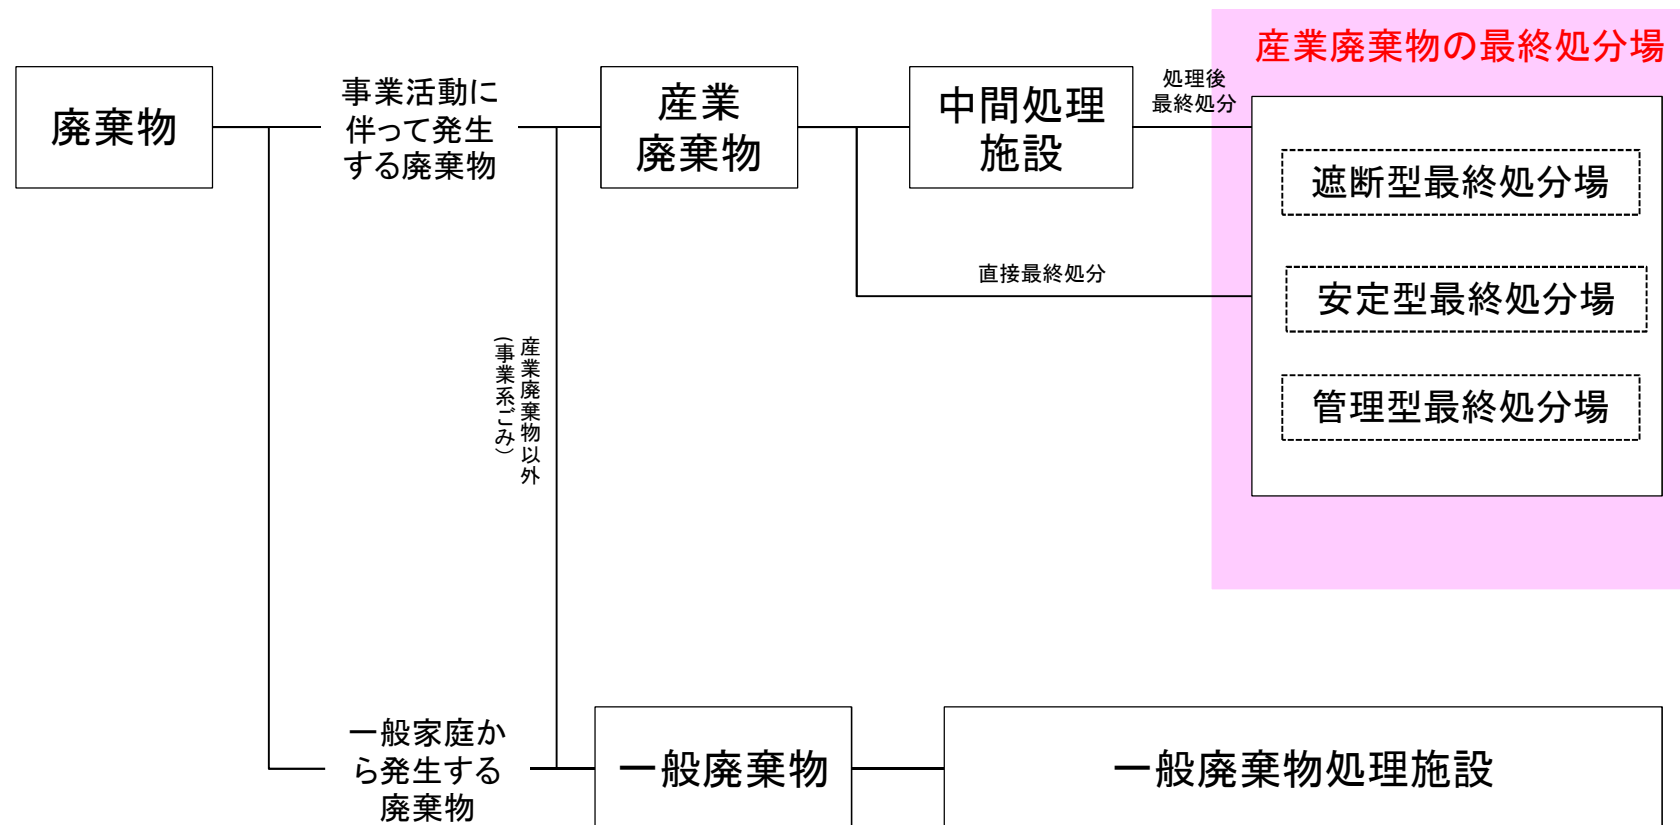 産業廃棄物の最終処分場
廃棄物
事業活動に
伴って発生
する廃棄物
産業
廃棄物
中間処理
施設
処理後
最終処分
遮断型最終処分場
直接最終処分
安定型最終処分場
管理型最終処分場
産業廃棄物以外
(事業系ごみ)
一般家庭か
ら発生する
廃棄物
一般廃棄物
一般廃棄物処理施設